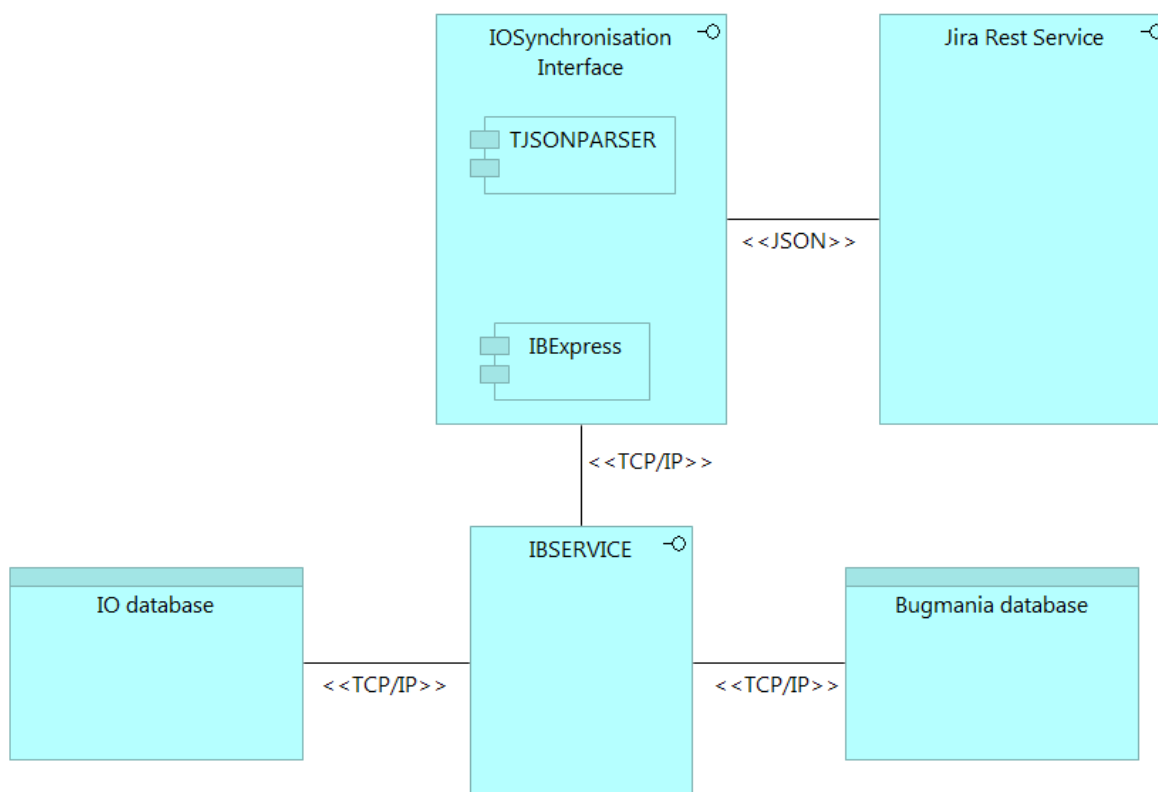 IOSynchronisation
Interface
Jira Rest Service
TJSONPARSER
<<JSON>>
IBExpress
<<TCP/IP>>
IBSERVICE
IO database
Bugmania database
<<TCP/IP>>
<<TCP/IP>>